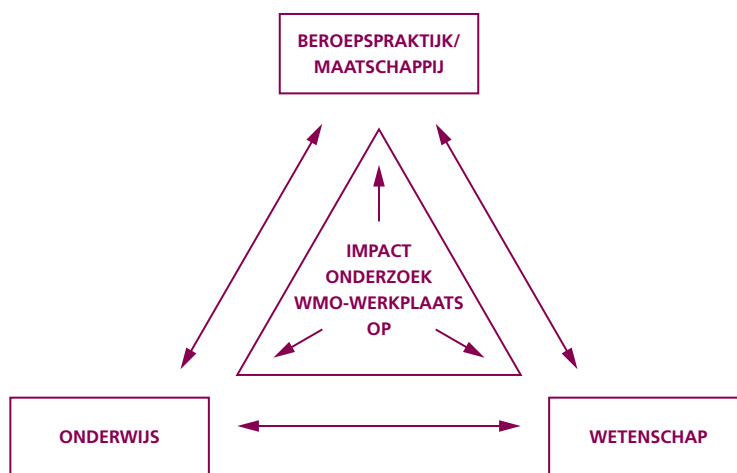 BEROEPSPRAKTIJK/
MAATSCHAPPIJ
IMPACT
ONDERZOEK
WMO-WERKPLAATS
OP
ONDERWIJS
WETENSCHAP